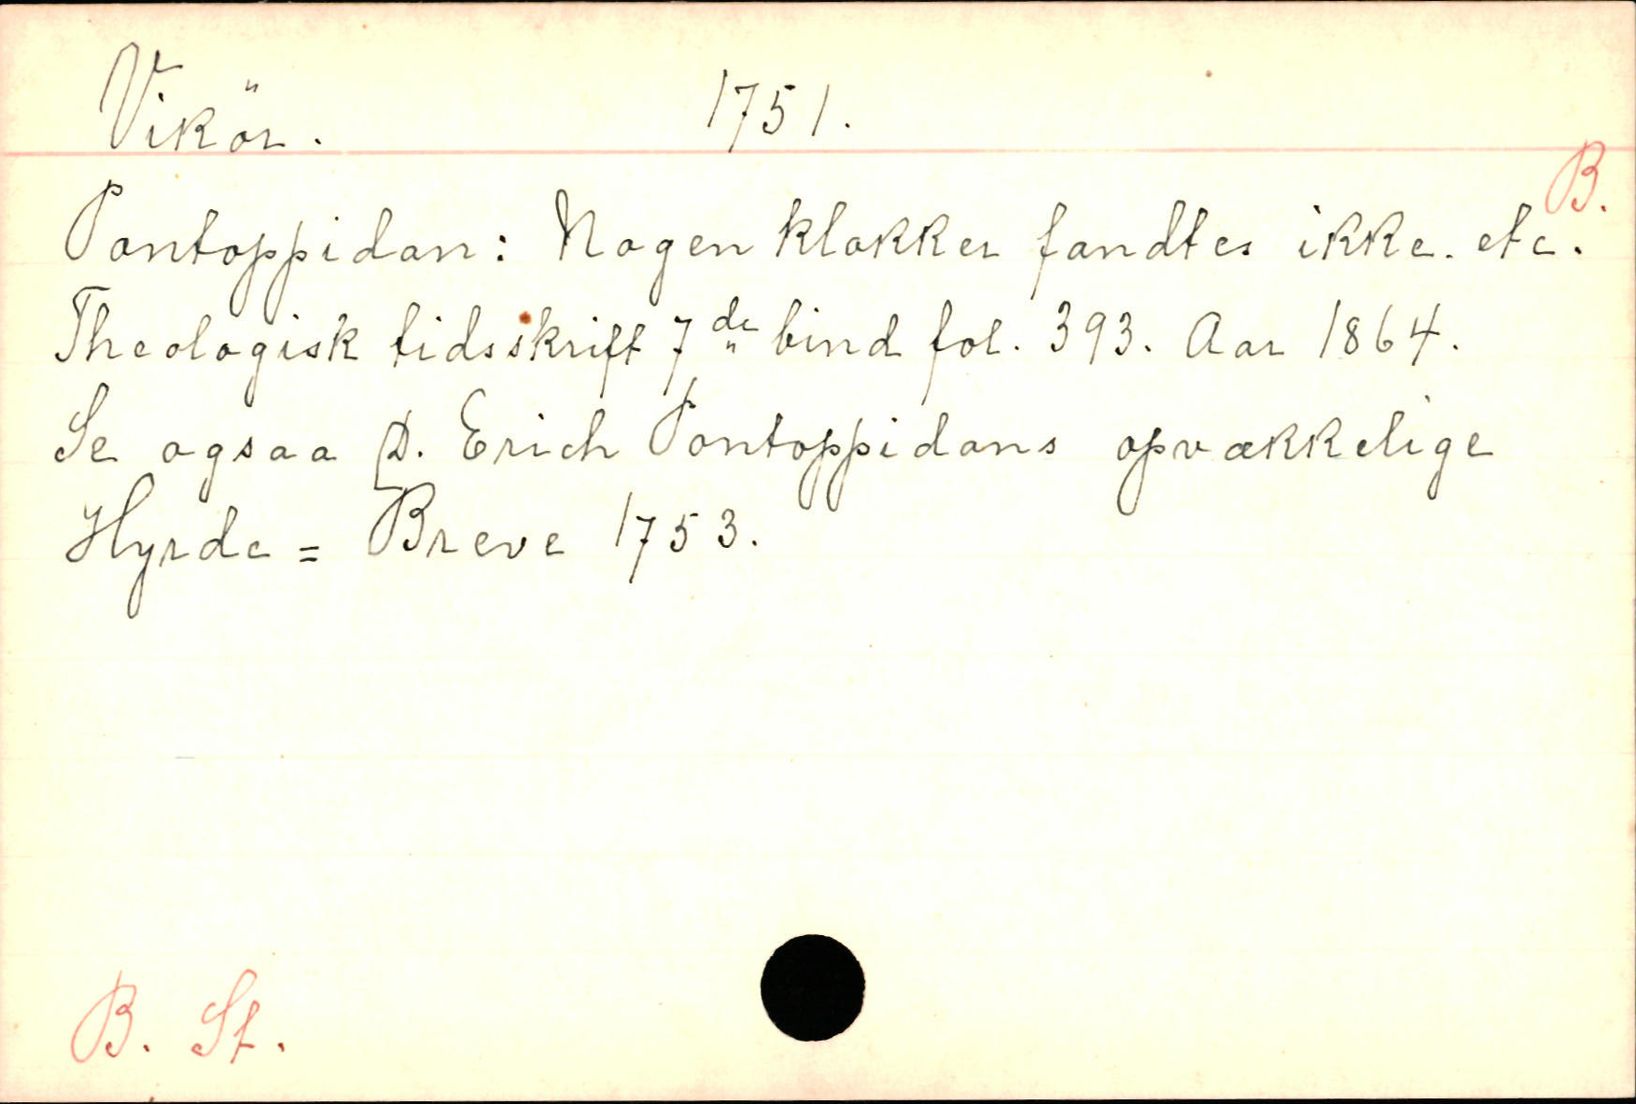 Vikör. 1751.
B.
Pontoppidan: Nogen klokker fandtes ikke. etc.
Theologisk tidsskrift 7de bind fol. 393. Aar 1864.
Se ogsaa D. Erich Pontoppidans opvækkelige
Hyrde = Breve 1753.
B. St.